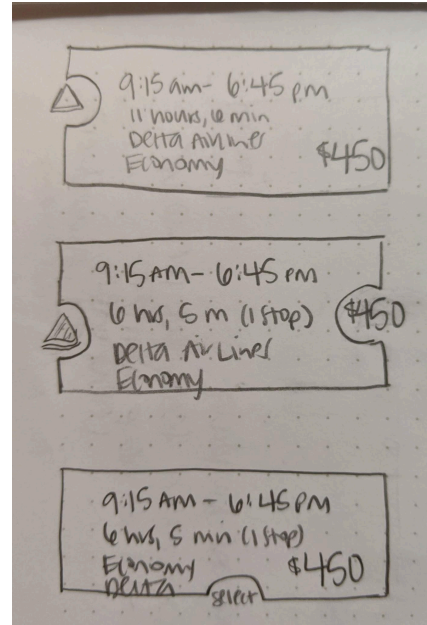 9:15 am - 6:45 pm
11 hours, 6 min
Delta Airlines
Economy $450
9:15 AM - 6:45 PM
6 hrs, 5 m (1 stop) $450
Delta Air Lines
Economy
9:15 AM - 6:45 PM
6 hrs, 5 min (1 stop)
Economy $450
DELTA
SELECT